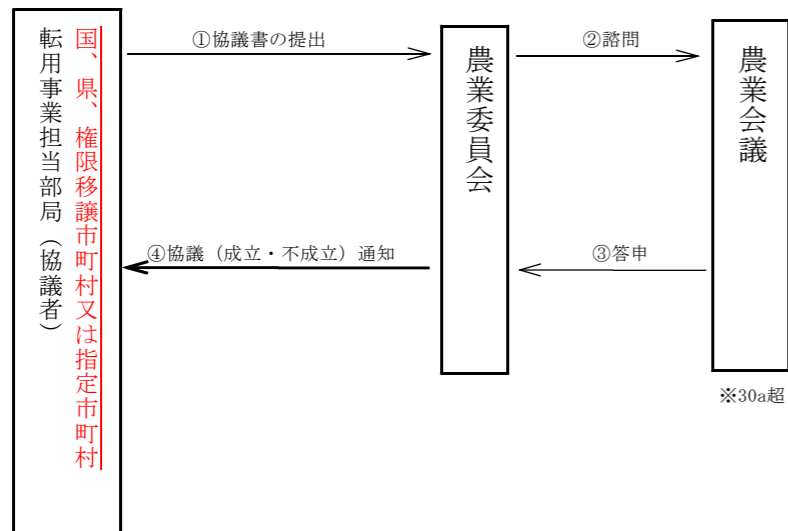 国、県、権限移譲市町村又は指定市町村
転用事業担当部局（協議者）
①協議書の提出
農業委員会
②諮問
農業会議
④協議（成立・不成立）通知
③答申
※30a超